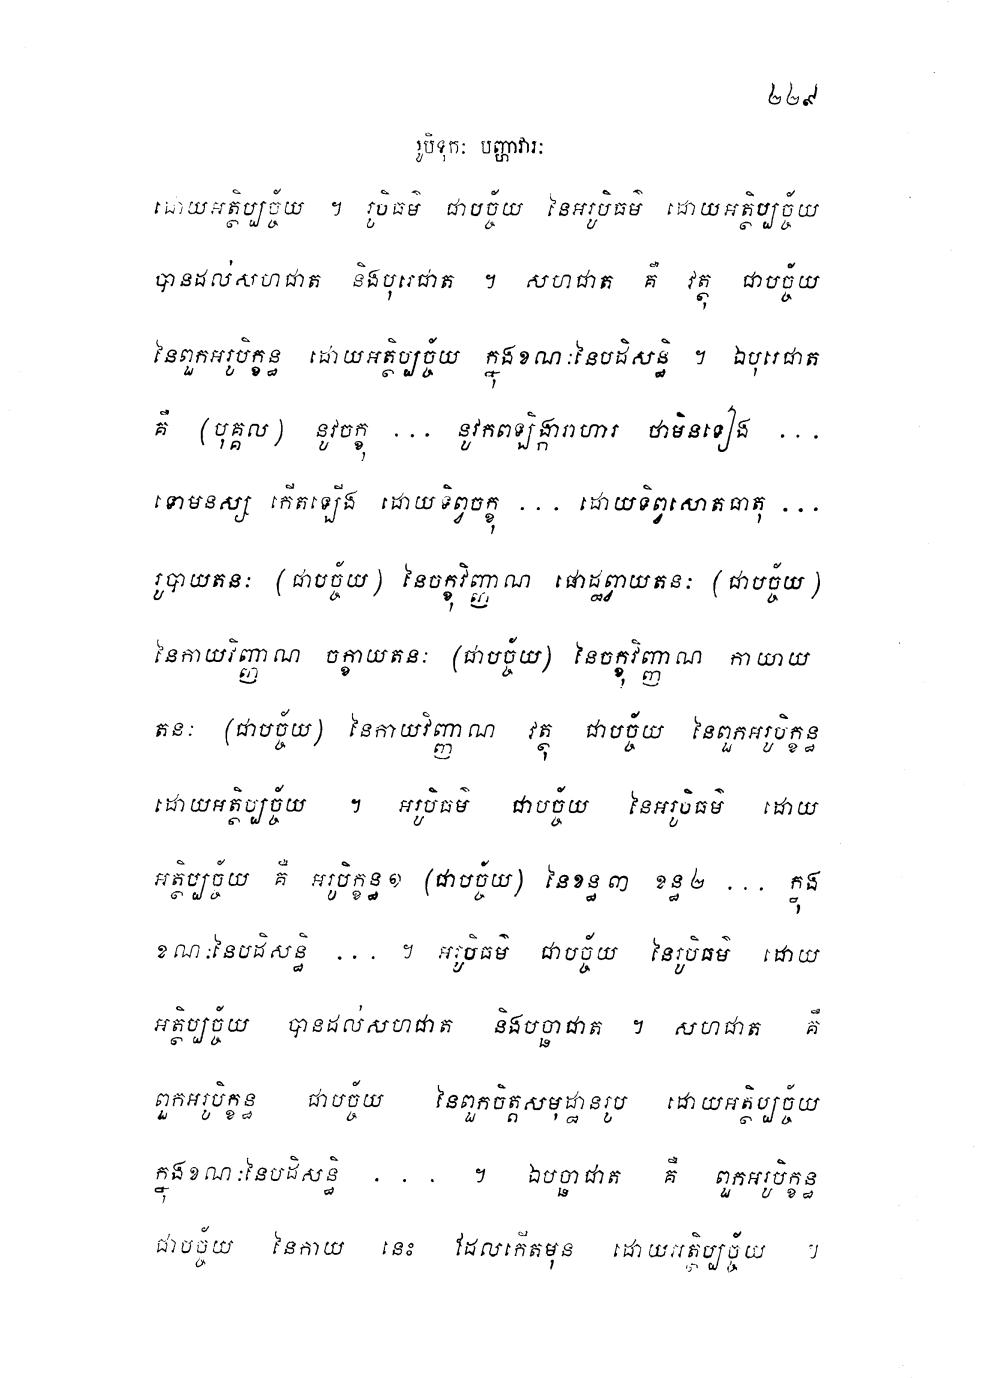 ២២៩
រូបិទុកៈ បញ្ហាវារៈ
ដោយអត្ថិប្បច្ច័យ ។ រូបិធម៌ ជាបច្ច័យ នៃអរូបិធម៌ ដោយអត្ថិប្បច្ច័យ
បានដល់សហជាត និងបុរេជាត ។ សហជាត គឺ វត្ថុ ជាបច្ច័យ
នៃពួកអរូបិក្ខន្ធ ដោយអត្ថិប្បច្ច័យ ក្នុងខណៈនៃបដិសន្ធិ ។ ឯបុរេជាត
គឺ (បុគ្គល) នូវចក្ខុ ... នូវកពឡិង្ការាហារ ថាមិនទៀង ...
ទោមនស្ស កើតឡើង ដោយទិព្វចក្ខុ ... ដោយទិព្វសោតធាតុ ...
រូបាយតនៈ (ជាបច្ច័យ) នៃចក្ខុវិញ្ញាណ ផោដ្ឋព្វាយតនៈ (ជាបច្ច័យ)
នៃកាយវិញ្ញាណ ចក្ខាយតនៈ (ជាបច្ច័យ) នៃចក្ខុវិញ្ញាណ កាយាយ
តនៈ (ជាបច្ច័យ) នៃកាយវិញ្ញាណ វត្ថុ ជាបច្ច័យ នៃពួកអរូបិក្ខន្ធ
ដោយអត្ថិប្បច្ច័យ ។ អរូបិធម៌ ជាបច្ច័យ នៃអរូបិធម៌ ដោយ
អត្ថិប្បច្ច័យ គឺ អរូបិក្ខន្ធ១ (ជាបច្ច័យ) នៃខន្ធ៣ ខន្ធ២ ... ក្នុង
ខណៈនៃបដិសន្ធិ ... ។ អរូបិធម៌ ជាបច្ច័យ នៃរូបិធម៌ ដោយ
អត្ថិប្បច្ច័យ បានដល់សហជាត និងបច្ឆាជាត ។ សហជាត គឺ
ពួកអរូបិក្ខន្ធ ជាបច្ច័យ នៃពួកចិត្តសមុដ្ឋានរូប ដោយអត្ថិប្បច្ច័យ
ក្នុងខណៈនៃបដិសន្ធិ ... ។ ឯបច្ឆាជាត គឺ ពួកអរូបិក្ខន្ធ
ជាបច្ច័យ នៃកាយ នេះ ដែលកើតមុន ដោយអត្ថិប្បច្ច័យ ។